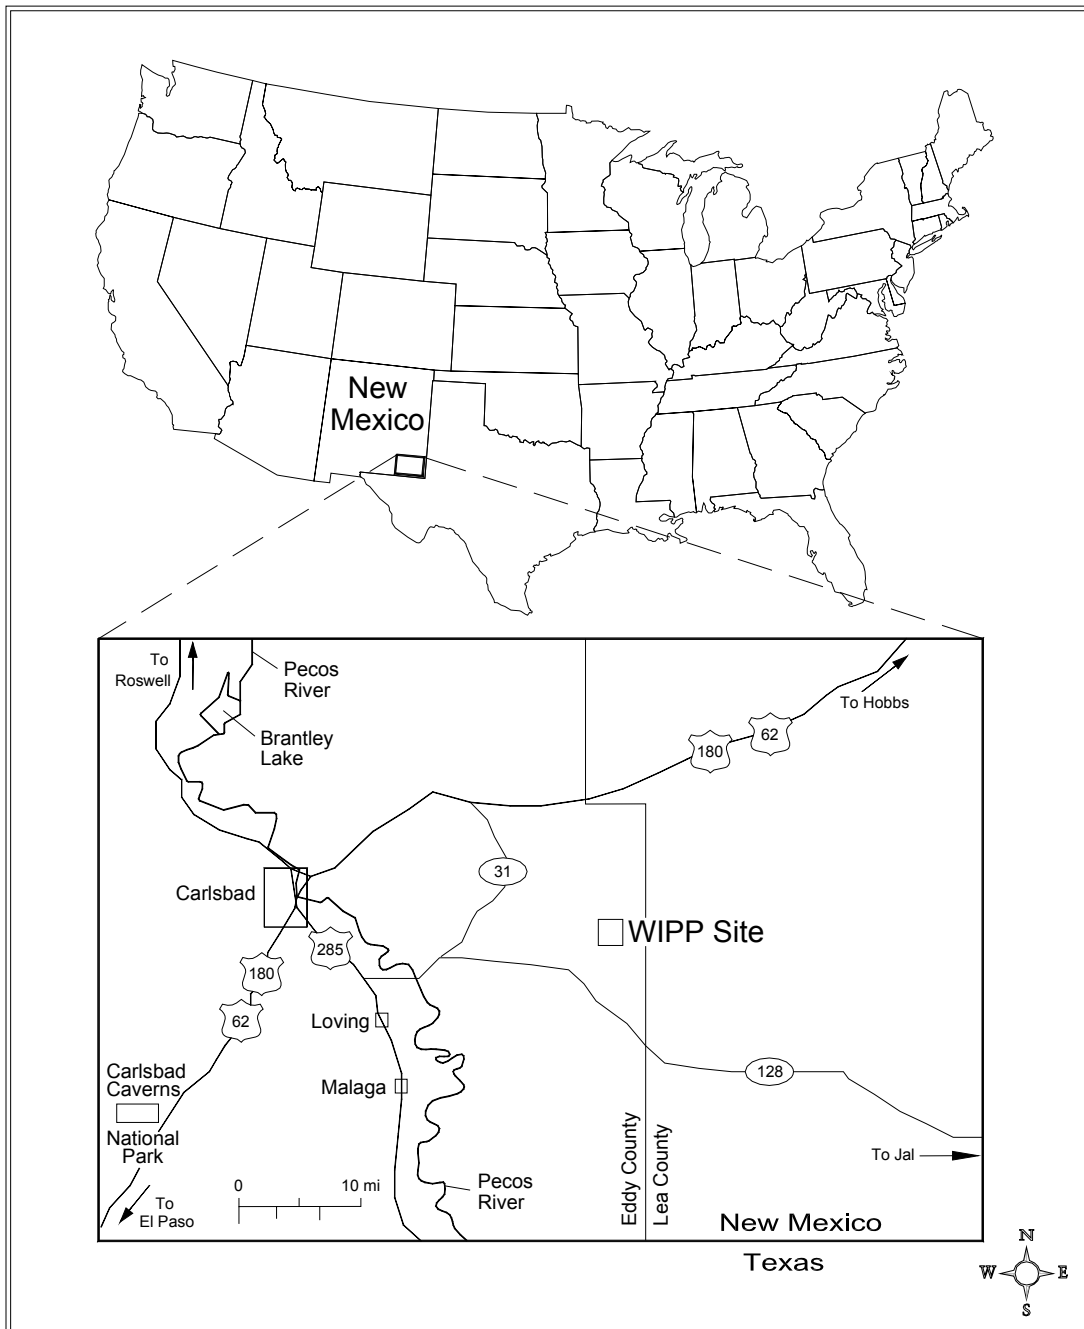 New
Mexico
To
Roswell
Pecos
River
Brantley
Lake
To Hobbs
62
180
31
Carlsbad
WIPP Site
285
180
62
Loving
Carlsbad
Caverns
National
Park
Malaga
128
To Jal
Eddy County
Lea County
0 10 mi
Pecos
River
To
El Paso
New Mexico
Texas
N
W E
S